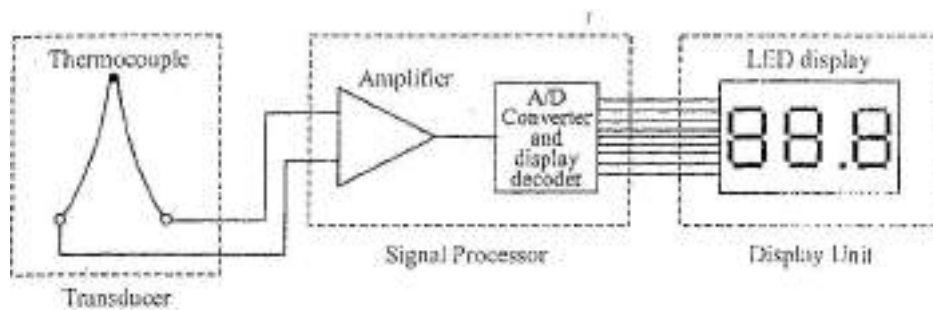 Thermocouple
Amplifier
A/D
Converter
and
display
decoder
LED display
88.8
Transducer
Signal Processor
Display Unit